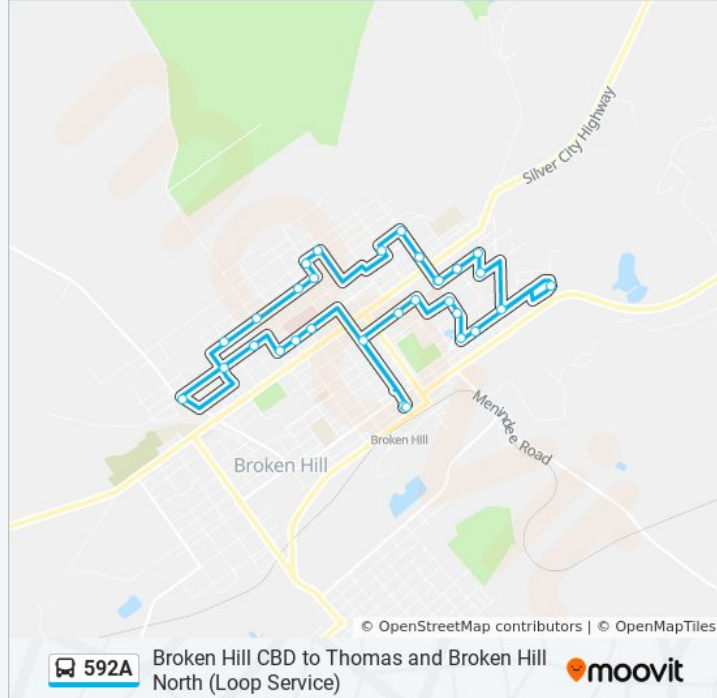 Silver City Highway
Menindee Road
Broken Hill
Broken Hill
© OpenStreetMap contributors | © OpenMapTiles
592A
Broken Hill CBD to Thomas and Broken Hill
North (Loop Service)
moovit